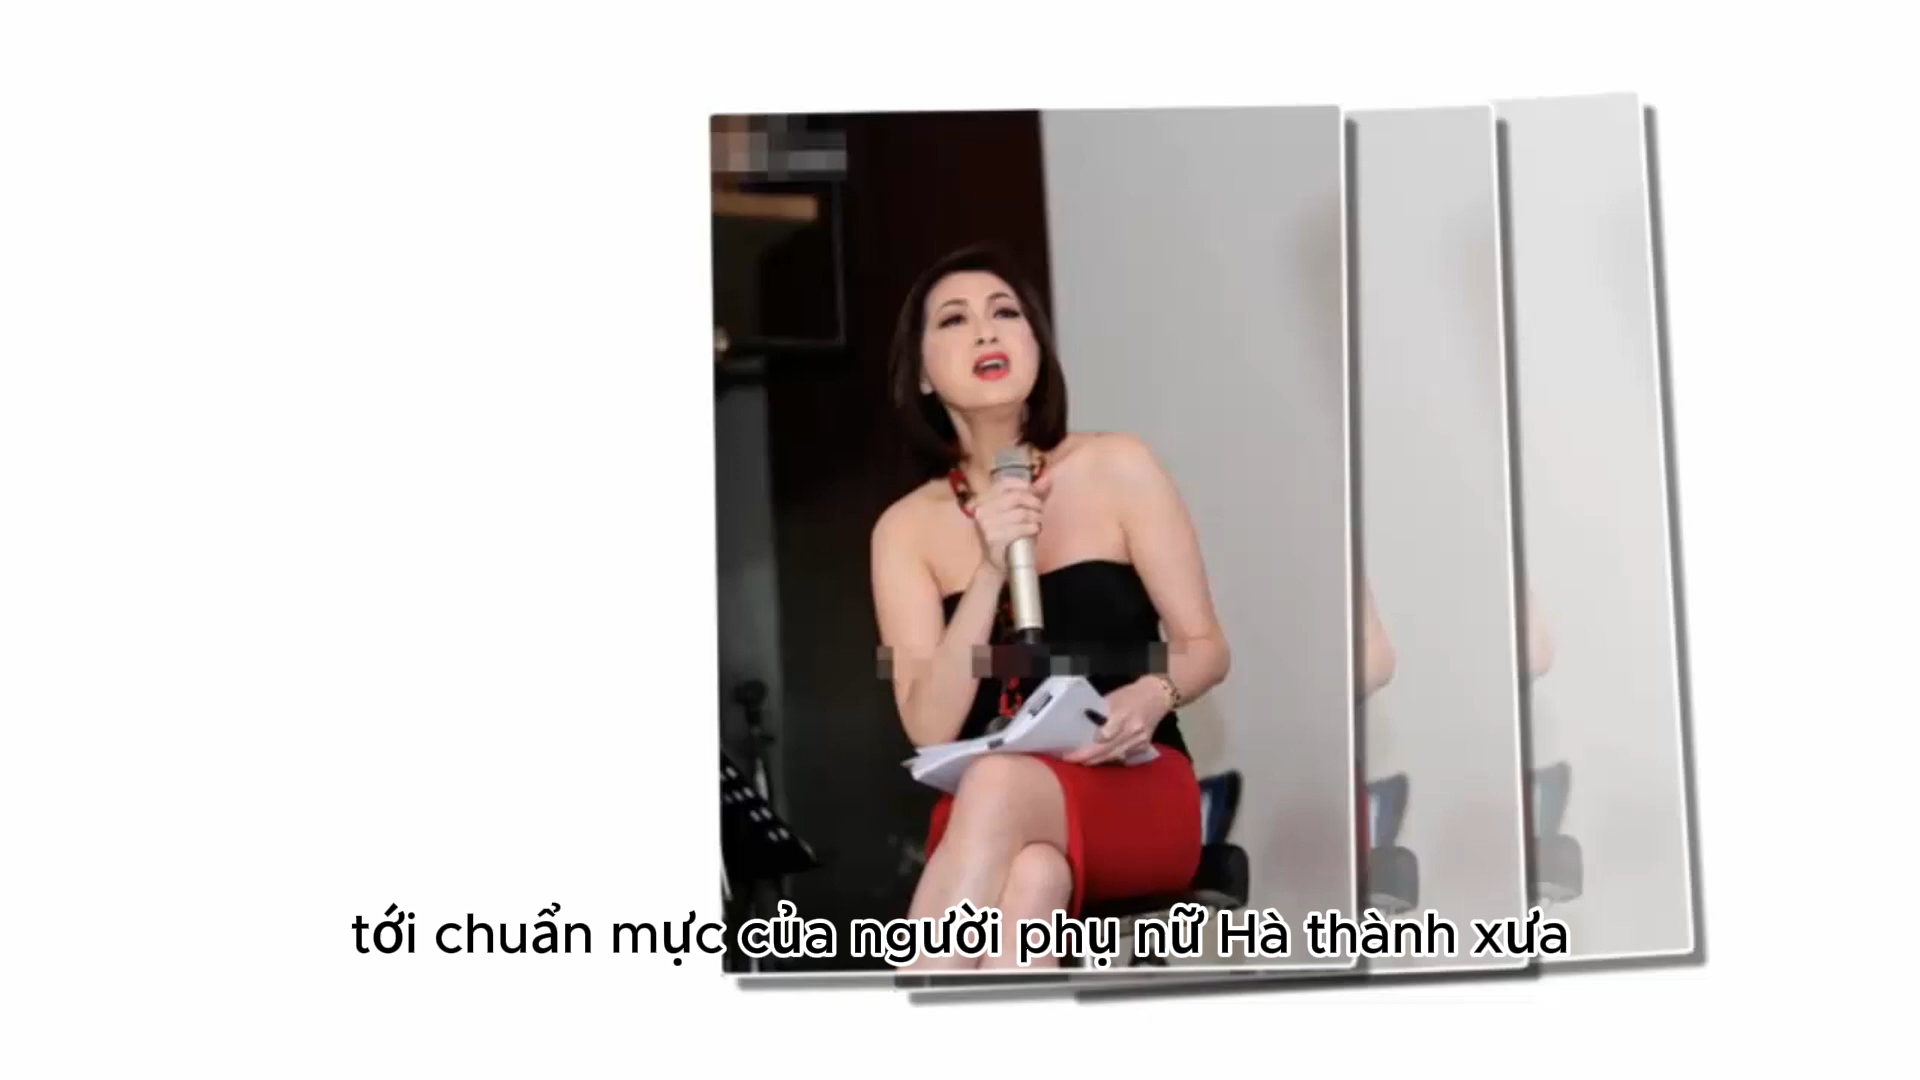 tới chuẩn mực của người phụ nữ Hà thành xưa